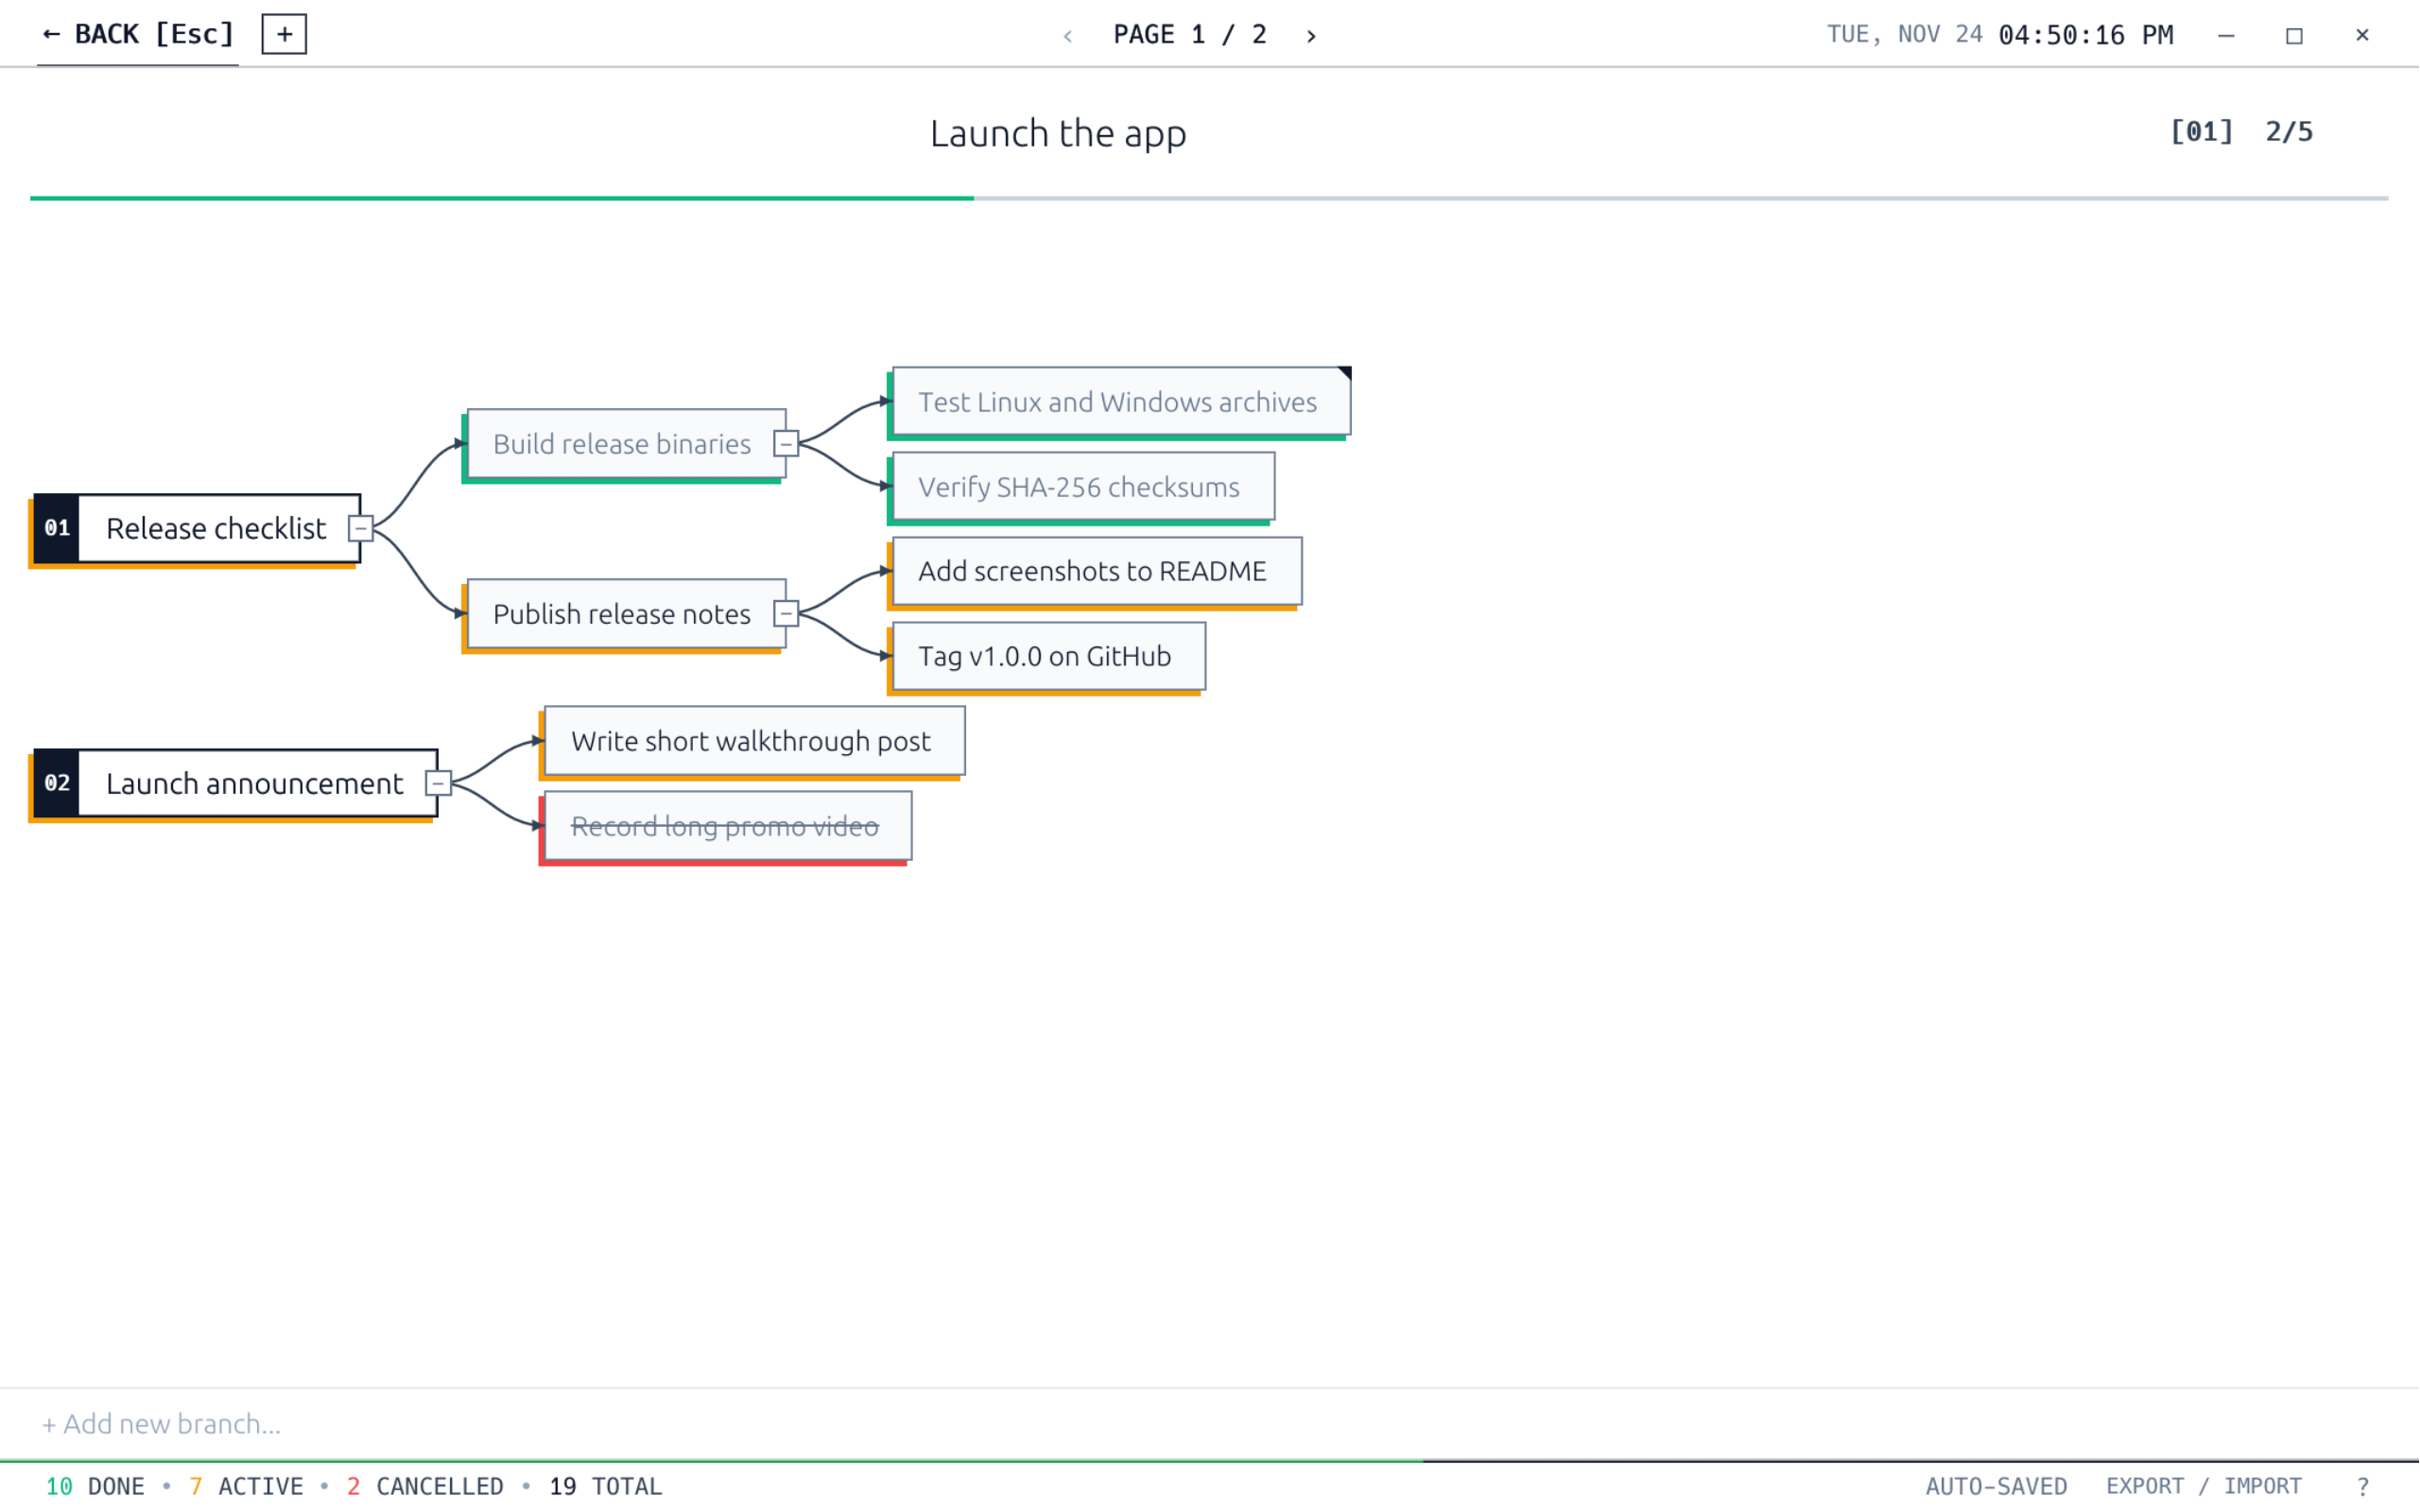 ← BACK [Esc] +
‹ PAGE 1 / 2 ›
TUE, NOV 24 04:50:16 PM
Launch the app
[01] 2/5
Test Linux and Windows archives
Build release binaries
Verify SHA-256 checksums
01 Release checklist
Add screenshots to README
Publish release notes
Tag v1.0.0 on GitHub
Write short walkthrough post
02 Launch announcement
Record long promo video
+ Add new branch...
10 DONE • 7 ACTIVE • 2 CANCELLED • 19 TOTAL
AUTO-SAVED EXPORT / IMPORT ?